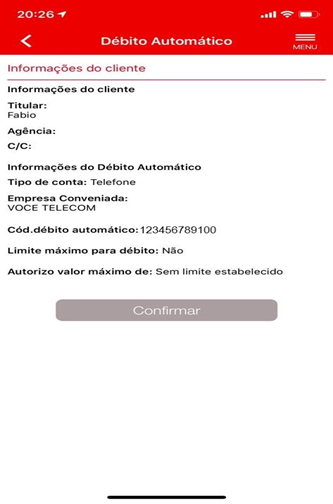 20:26
Débito Automático
MENU
Informações do cliente
Informações do cliente
Titular:
Fabio
Agência:
C/C:
Informações do Débito Automático
Tipo de conta: Telefone
Empresa Conveniada:
VOCE TELECOM
Cód.débito automático:123456789100
Limite máximo para débito: Não
Autorizo valor máximo de: Sem limite estabelecido
Confirmar